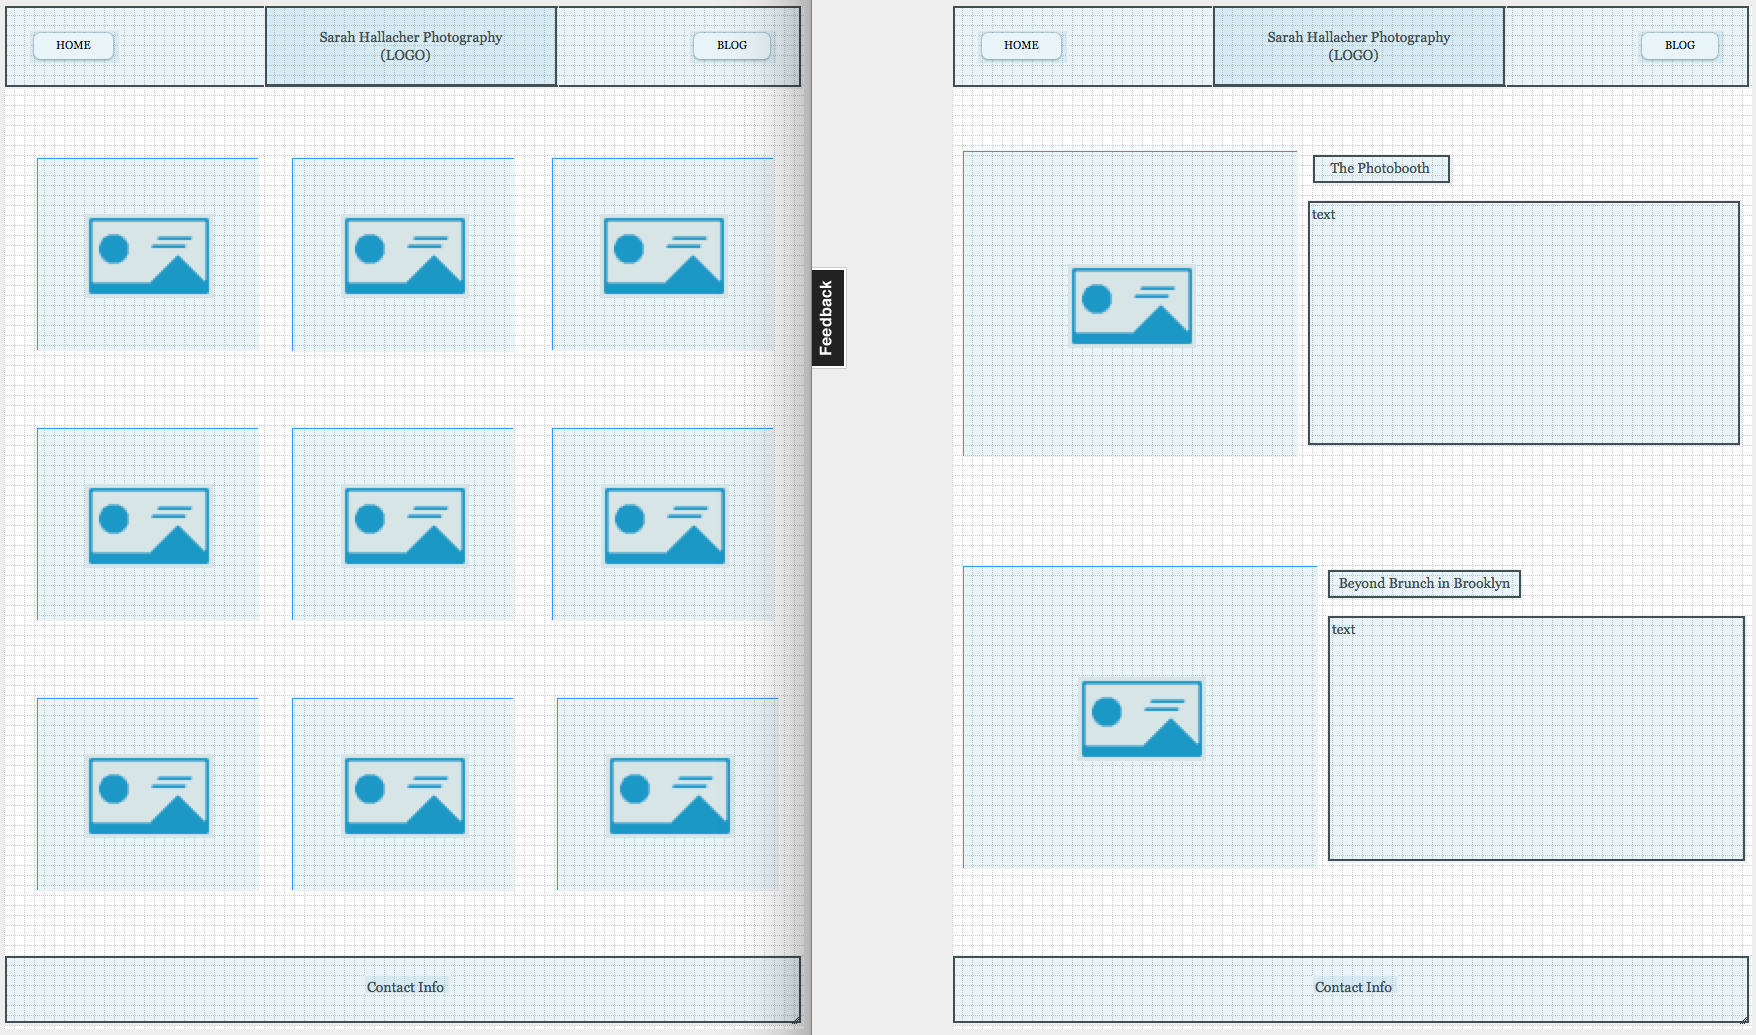 HOME
Sarah Hallacher Photography
(LOGO)
BLOG
Contact Info
Feedback
HOME
Sarah Hallacher Photography
(LOGO)
BLOG
The Photobooth
text
Beyond Brunch in Brooklyn
text
Contact Info